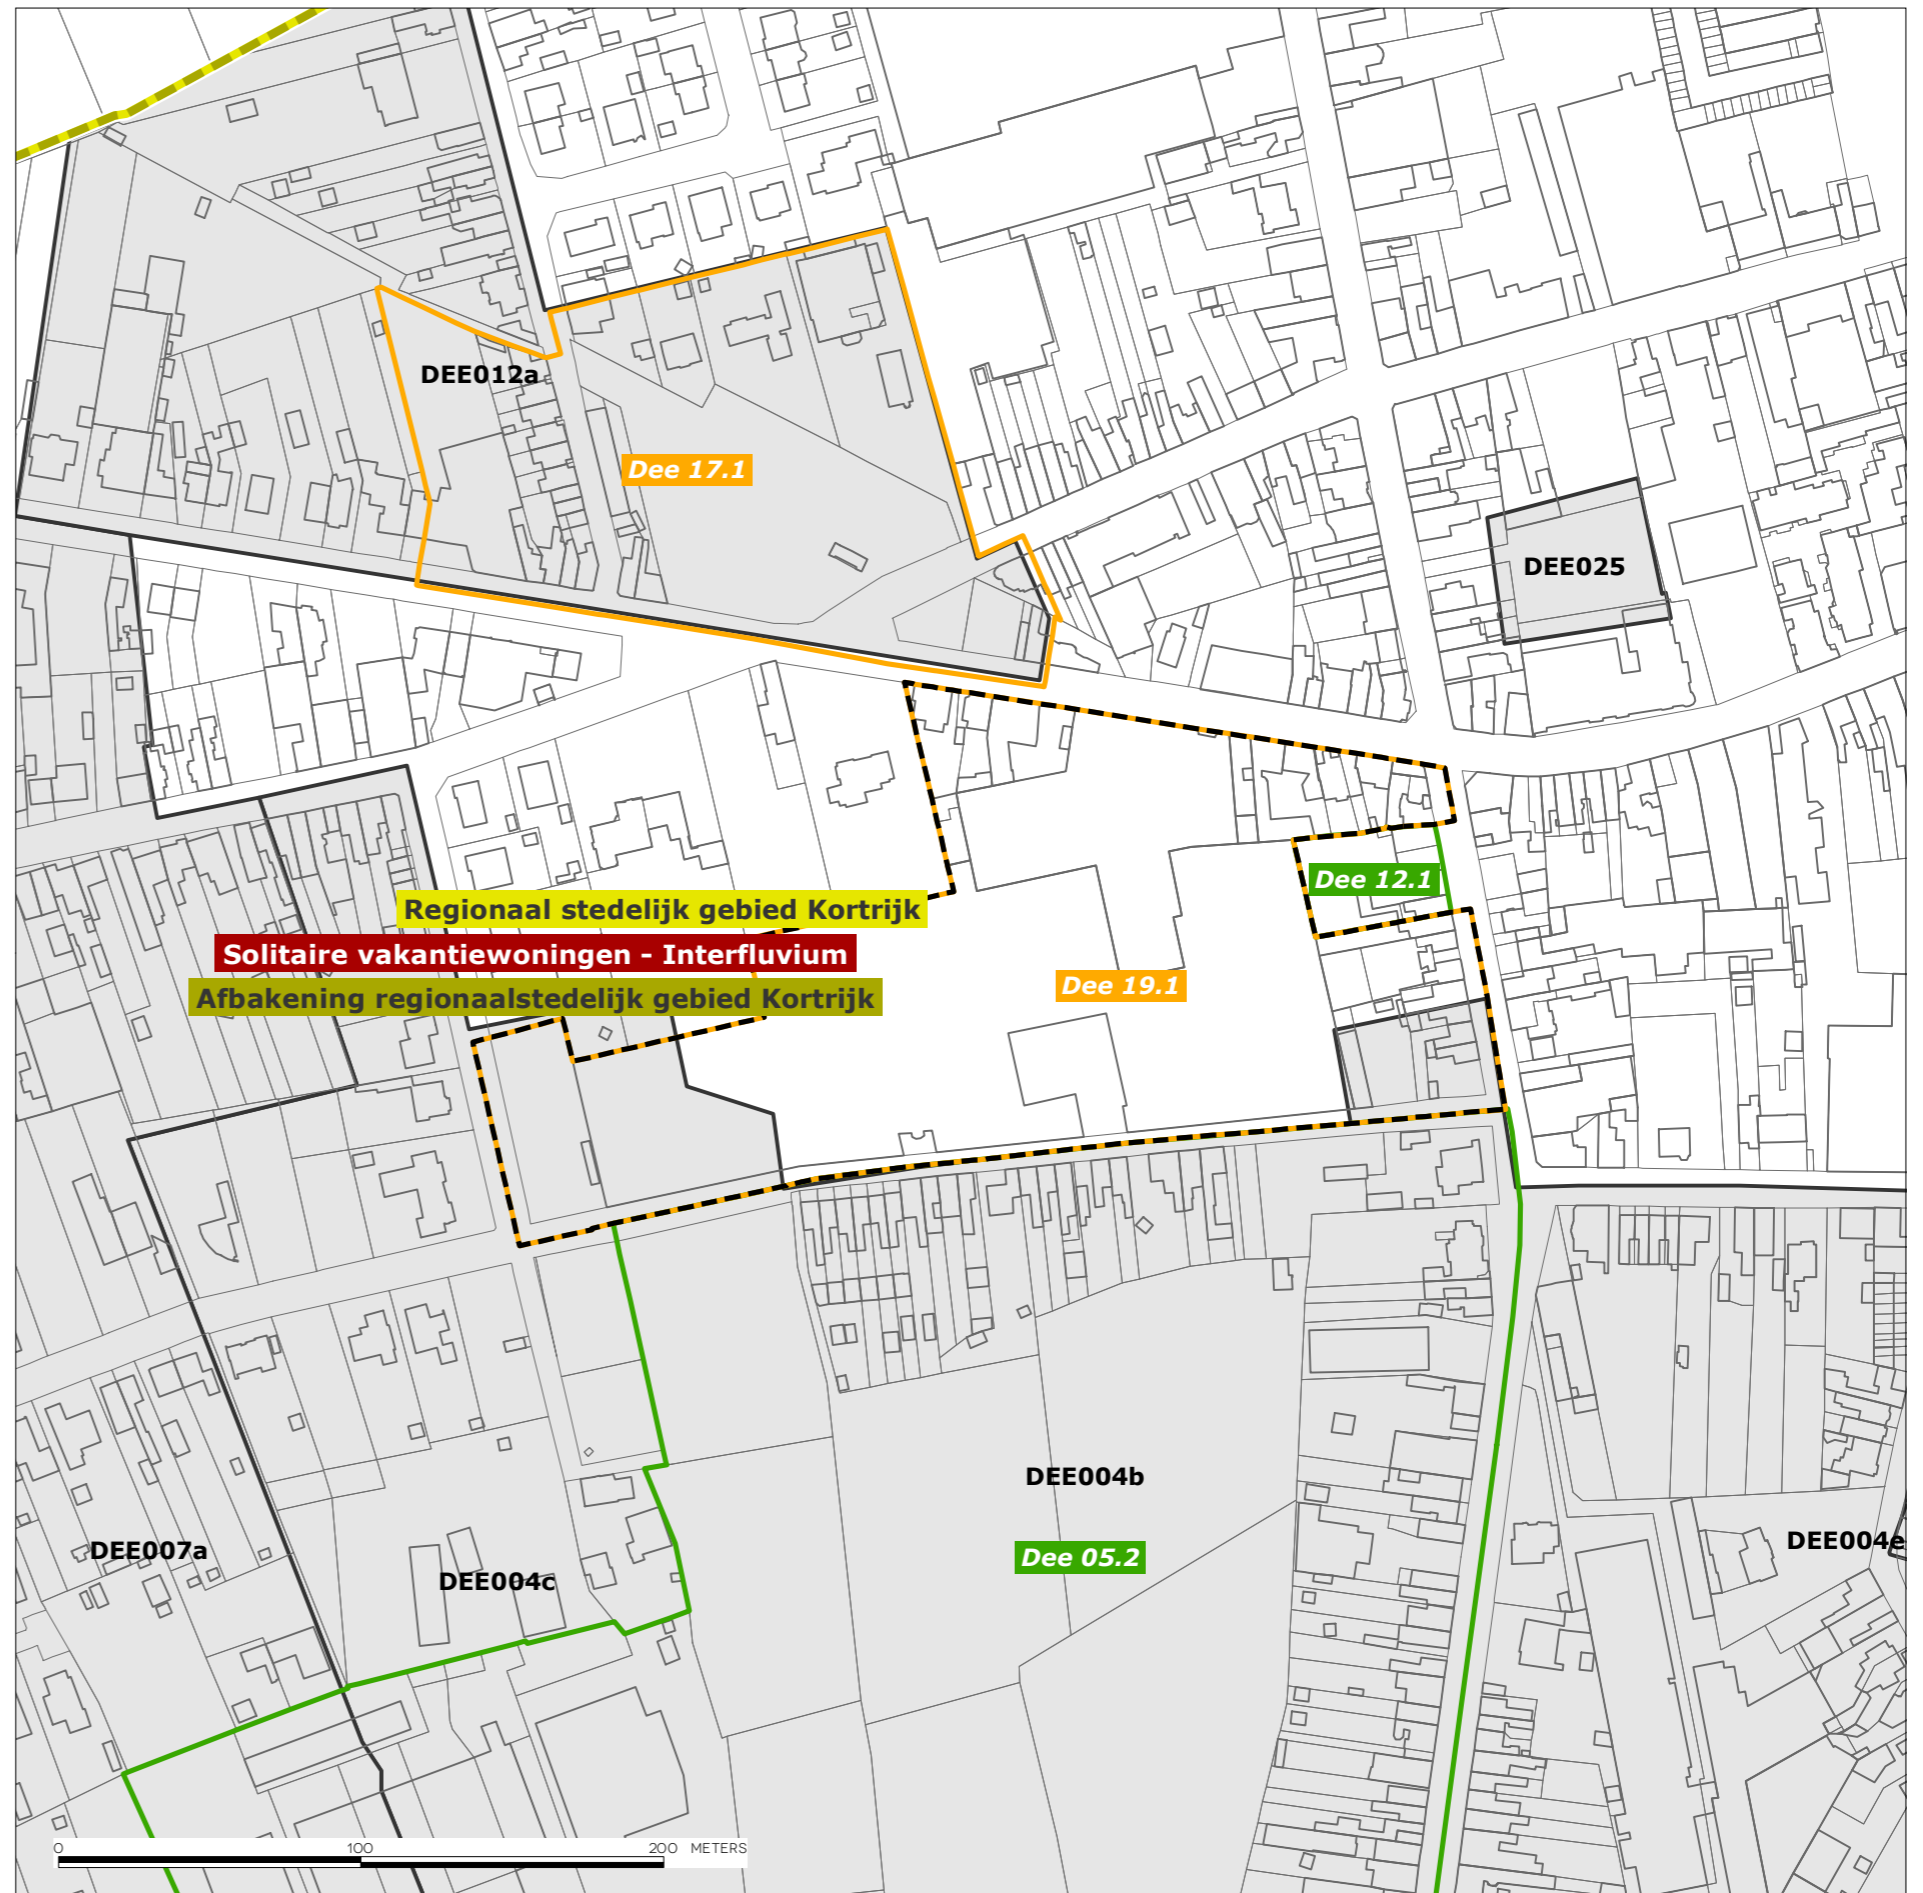 DEE012a
Dee 17.1
DEE025
Dee 12.1
Regionaal stedelijk gebied Kortrijk
Solitaire vakantiewoningen - Interfluvium
Dee 19.1
Afbakening regionaalstedelijk gebied Kortrijk
DEE004b
DEE004e
DEE007a
Dee 05.2
DEE004c
0 100 200 METERS